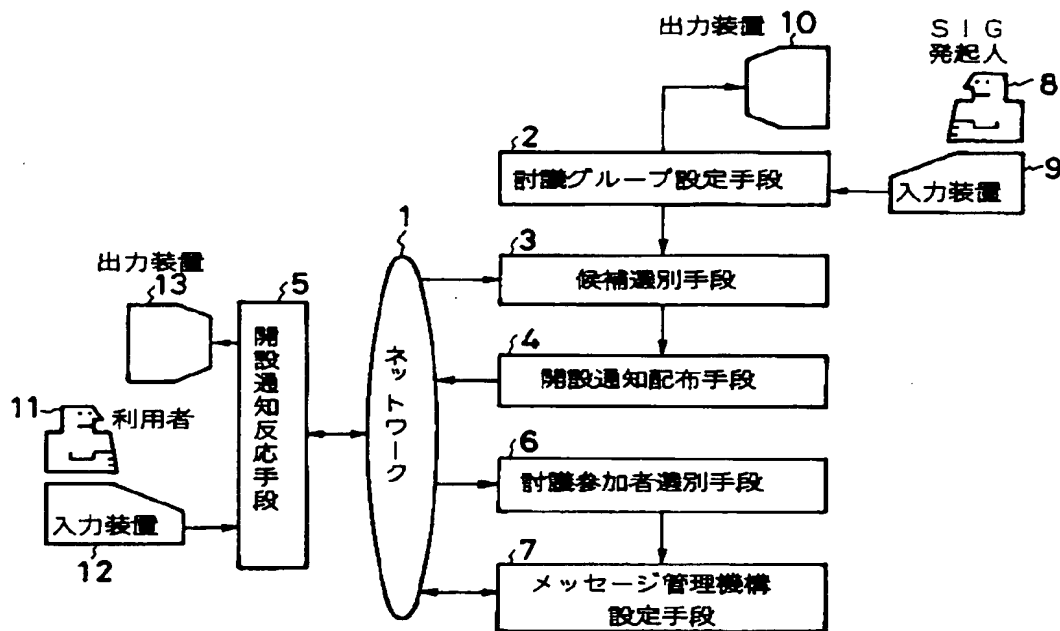 出力装置
10
SIG
発起人
8
2
討議グループ設定手段
入力装置
9
1
3
候補選別手段
出力装置
13
5
開設通知反応手段
ネットワーク
4
開設通知配布手段
11
利用者
6
討議参加者選別手段
入力装置
12
7
メッセージ管理機構
設定手段